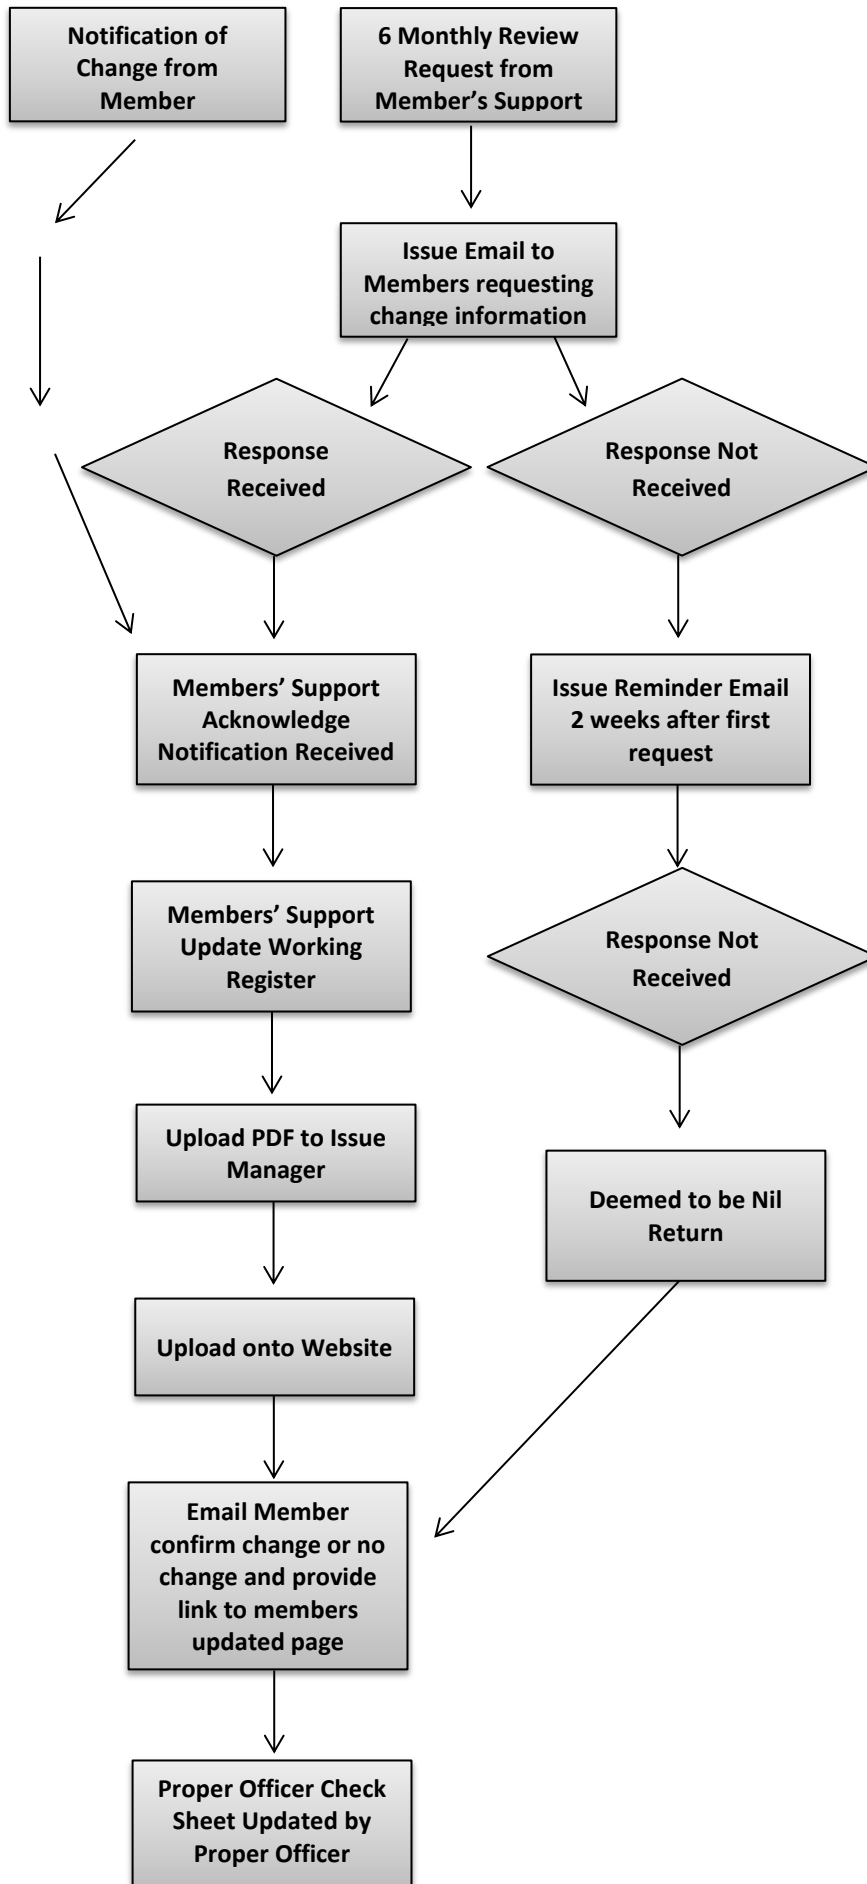 Notification of
Change from
Member
6 Monthly Review
Request from
Member’s Support
Issue Email to
Members requesting
change information
Response
Received
Response Not
Received
Members’ Support
Acknowledge
Notification Received
Issue Reminder Email
2 weeks after first
request
Members’ Support
Update Working
Register
Response Not
Received
Upload PDF to Issue
Manager
Deemed to be Nil
Return
Upload onto Website
Email Member
confirm change or no
change and provide
link to members
updated page
Proper Officer Check
Sheet Updated by
Proper Officer